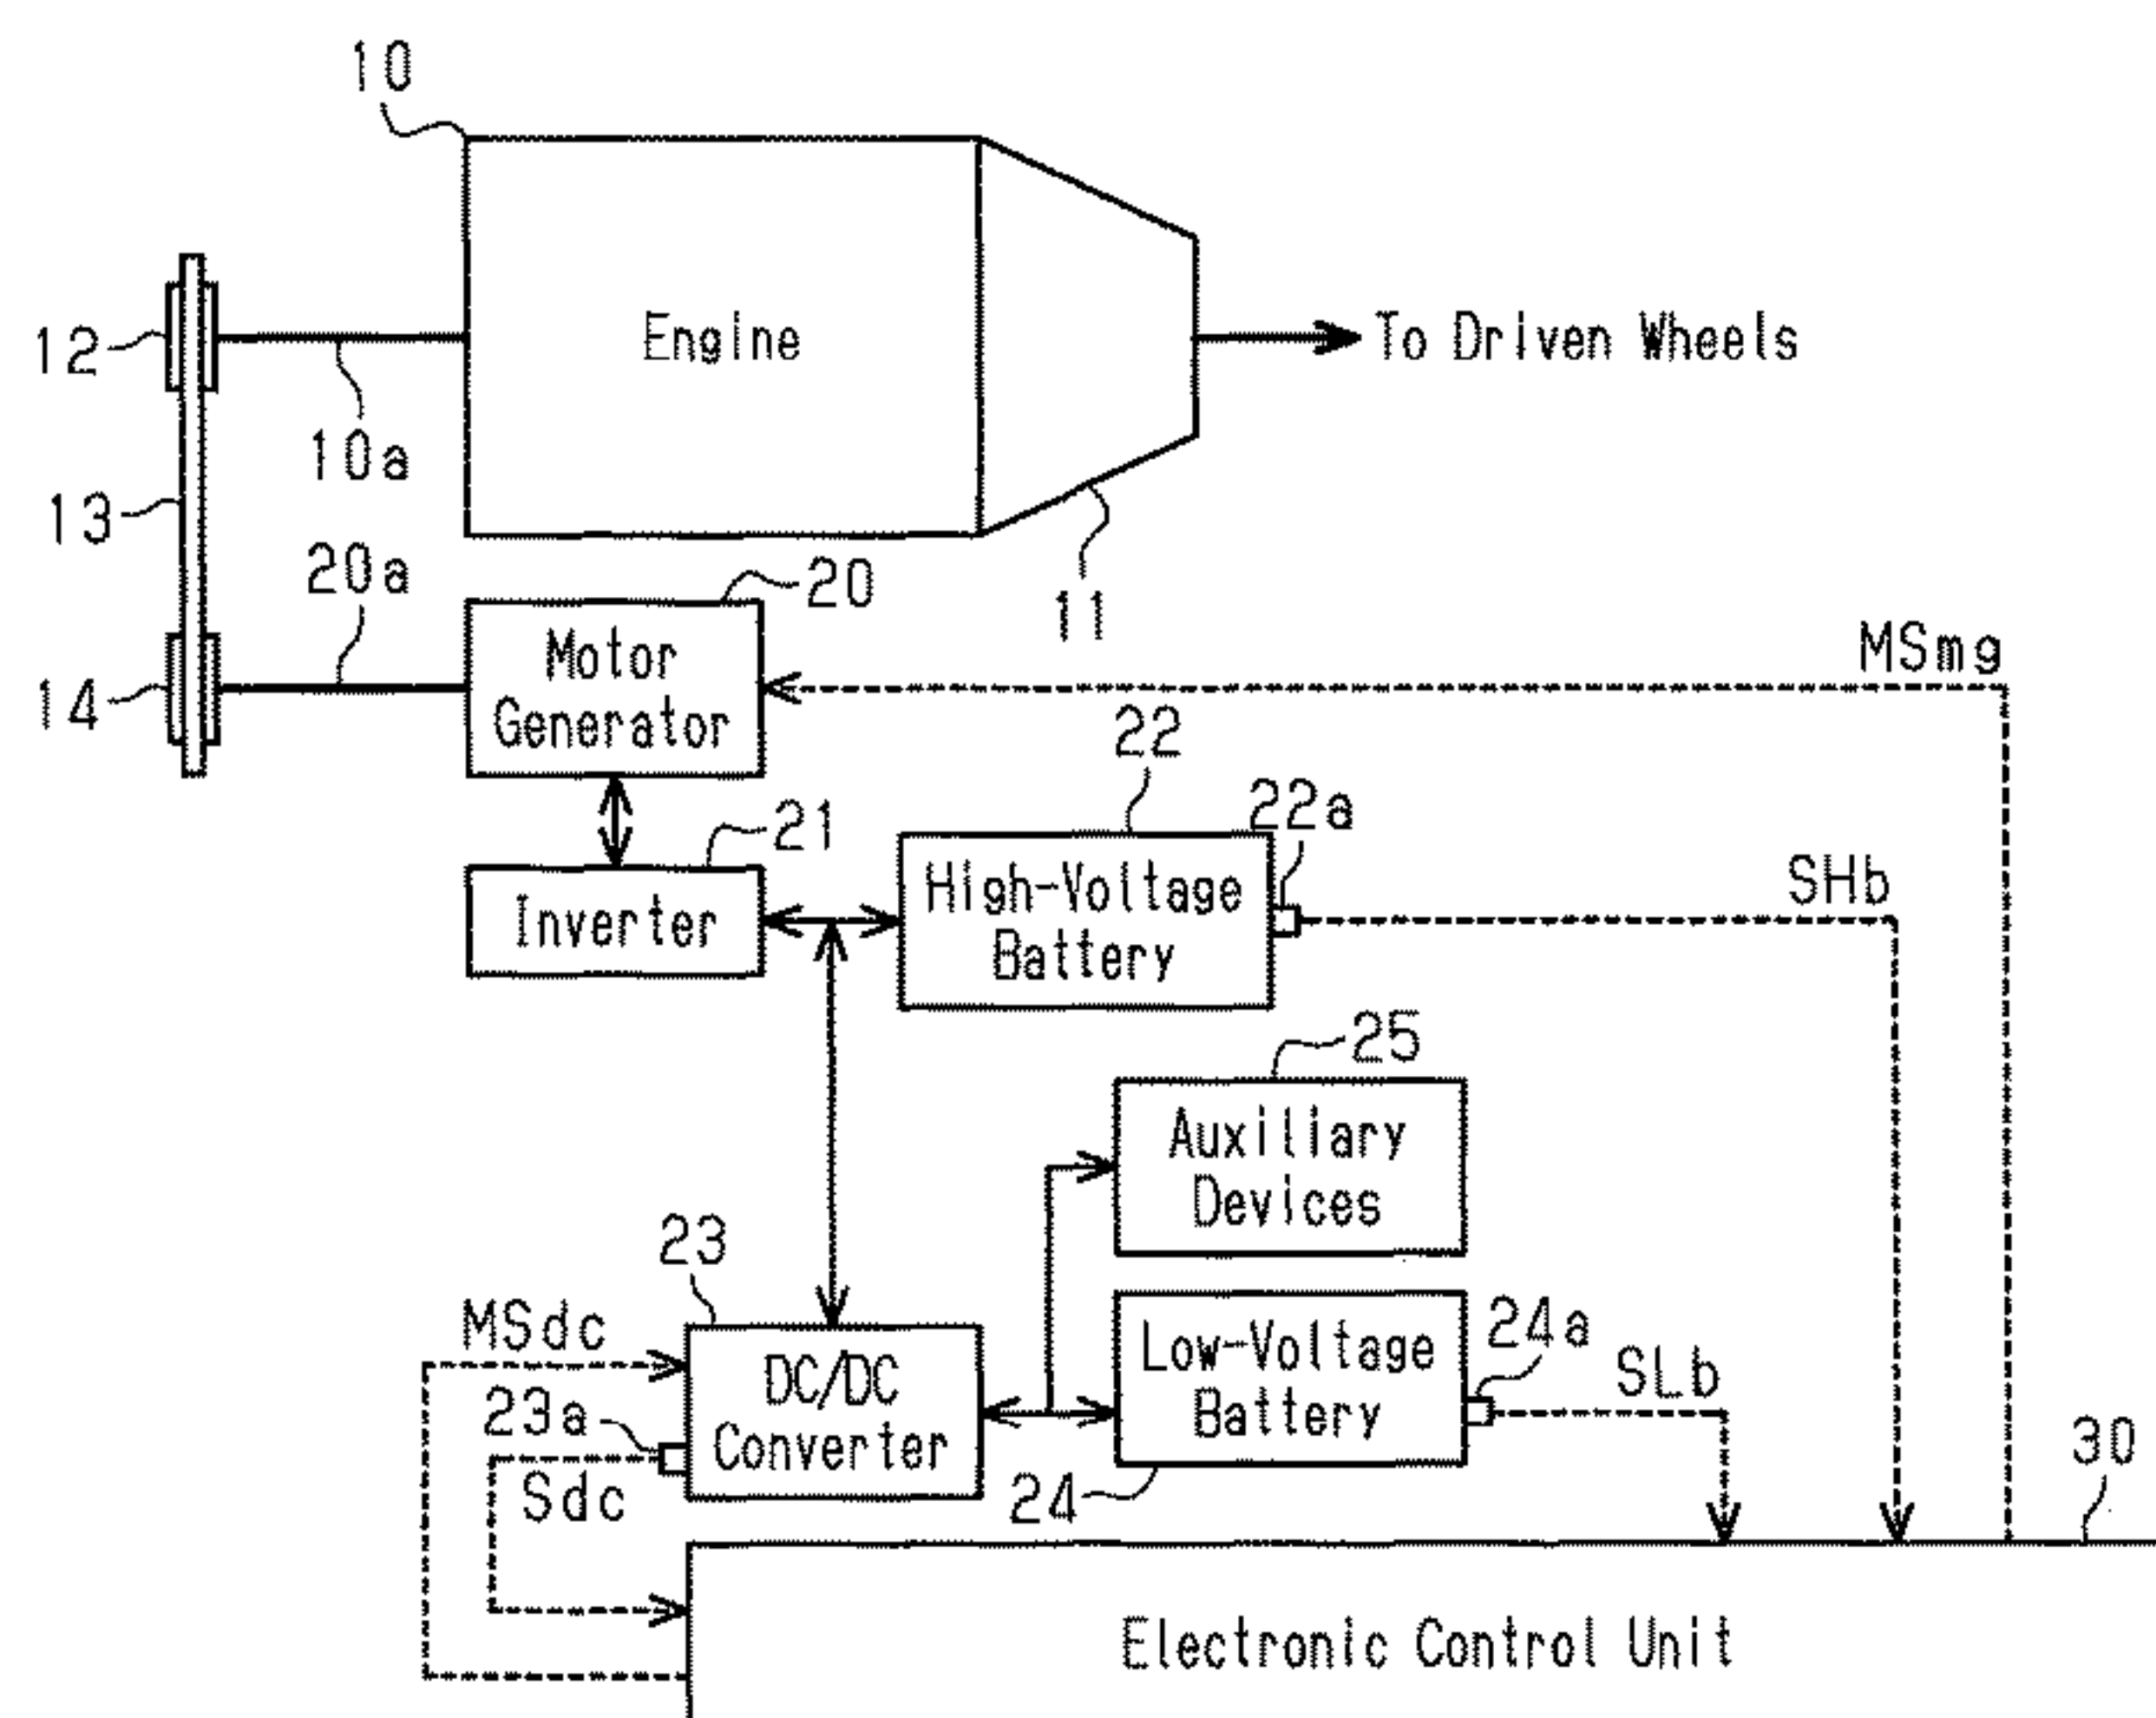 10
Engine
To Driven Wheels
12
10a
13
20a
20
11
Motor
Generator
MSmg
14
22
22a
21
High-Voltage
Battery
SHb
Inverter
25
Auxiliary
Devices
23
MSdc
24a
Low-Voltage
Battery
SLb
DC/DC
Converter
23a
Sdc
24
30
Electronic Control Unit